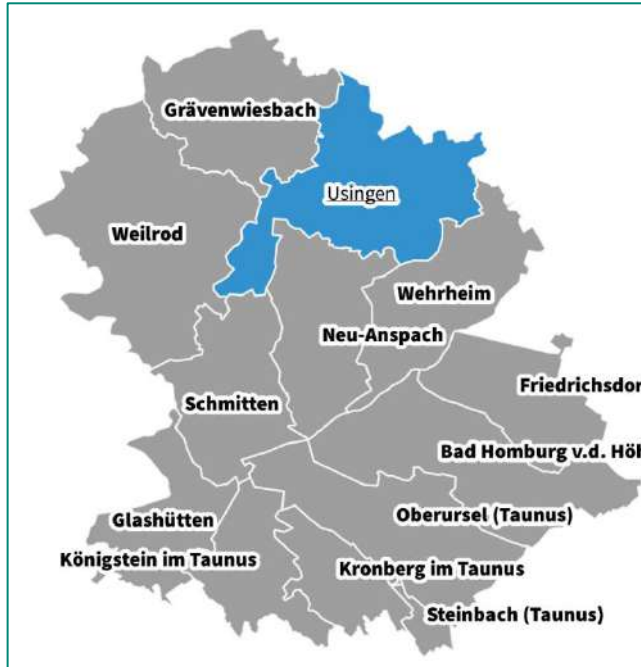 Grävenwiesbach
Usingen
Weilrod
Wehrheim
Neu-Anspach
Friedrichsdor
Schmitten
Bad Homburg v.d. Höh
Glashütten
Oberursel (Taunus)
Königstein im Taunus
Kronberg im Taunus
Steinbach (Taunus)